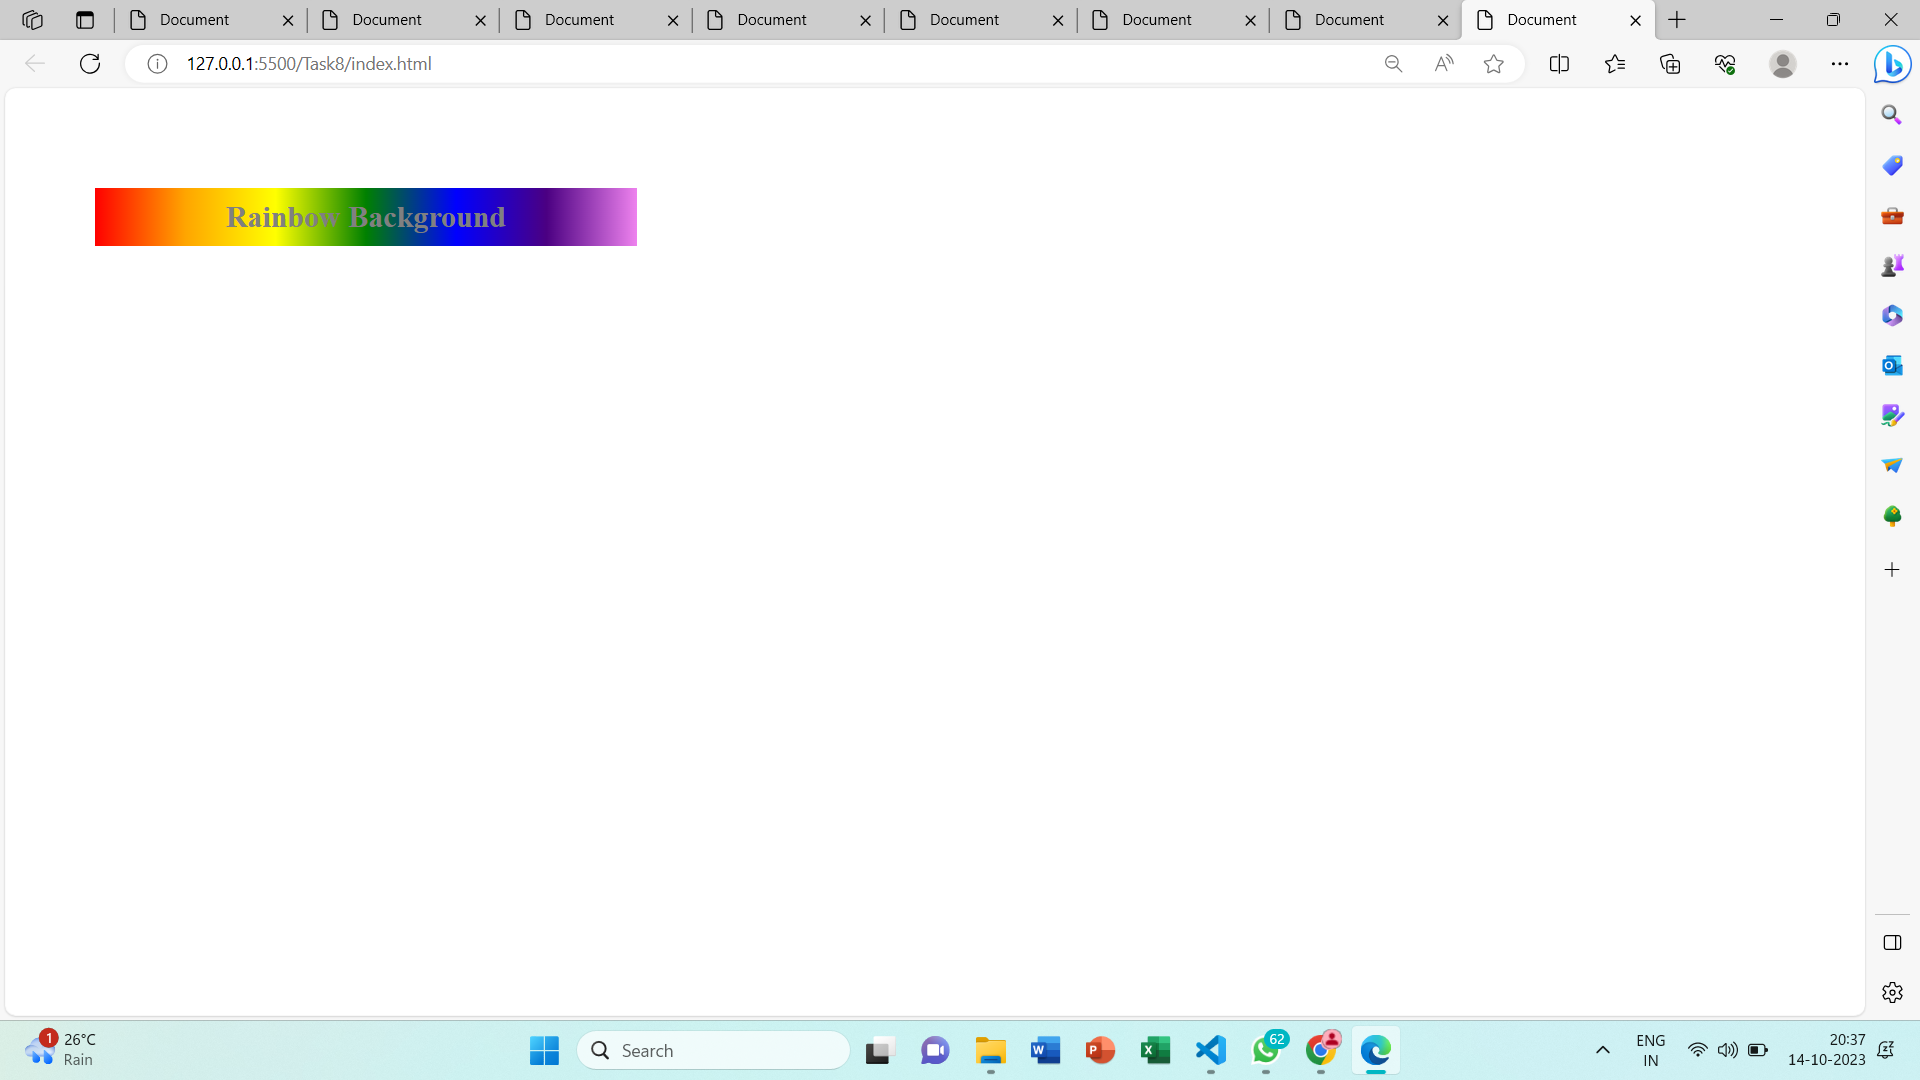 Document Document Document Document Document Document Document Document
127.0.0.1:5500/Task8/index.html
Rainbow Background
1
26°C
Rain
Search
62
ENG
IN
20:37
14-10-2023